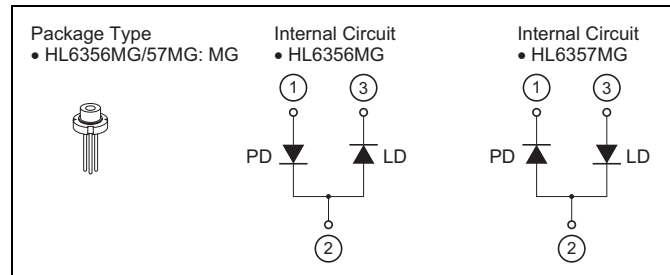 Package Type
• HL6356MG/57MG: MG
Internal Circuit
• HL6356MG
1
3
PD
LD
2
Internal Circuit
• HL6357MG
1
3
PD
LD
2